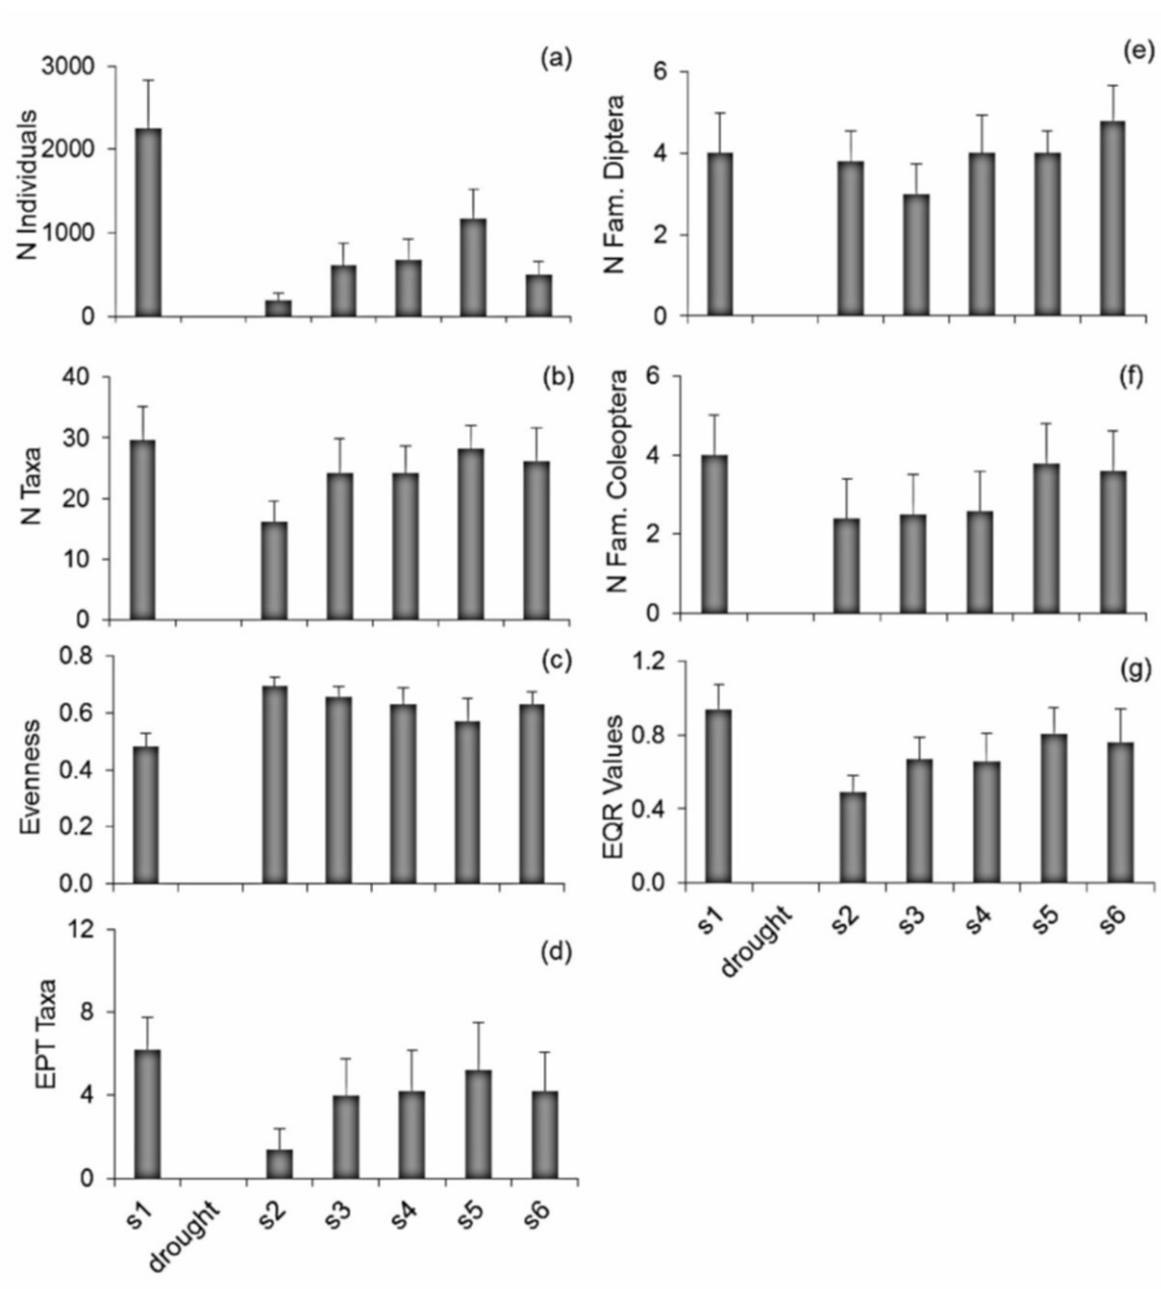 (a)
N Individuals
3000
2000
1000
0
(b)
N Taxa
40
30
20
10
0
(c)
Evenness
0.8
0.6
0.4
0.2
0.0
(d)
EPT Taxa
12
8
4
0
s1 drought s2 s3 s4 s5 s6
(e)
N Fam. Diptera
6
4
2
0
(f)
N Fam. Coleoptera
6
4
2
0
(g)
EQR Values
1.2
0.8
0.4
0.0
s1 drought s2 s3 s4 s5 s6